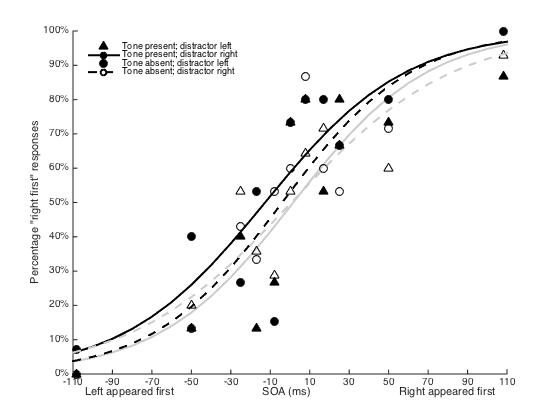 100%
90%
80%
70%
60%
50%
40%
30%
20%
10%
0%
Percentage "right first" responses
Tone present; distractor left
Tone present; distractor right
Tone absent; distractor left
Tone absent; distractor right
-110 -90 -70 -50 -30 -10 10 30 50 70 90 110
Left appeared first SOA (ms) Right appeared first